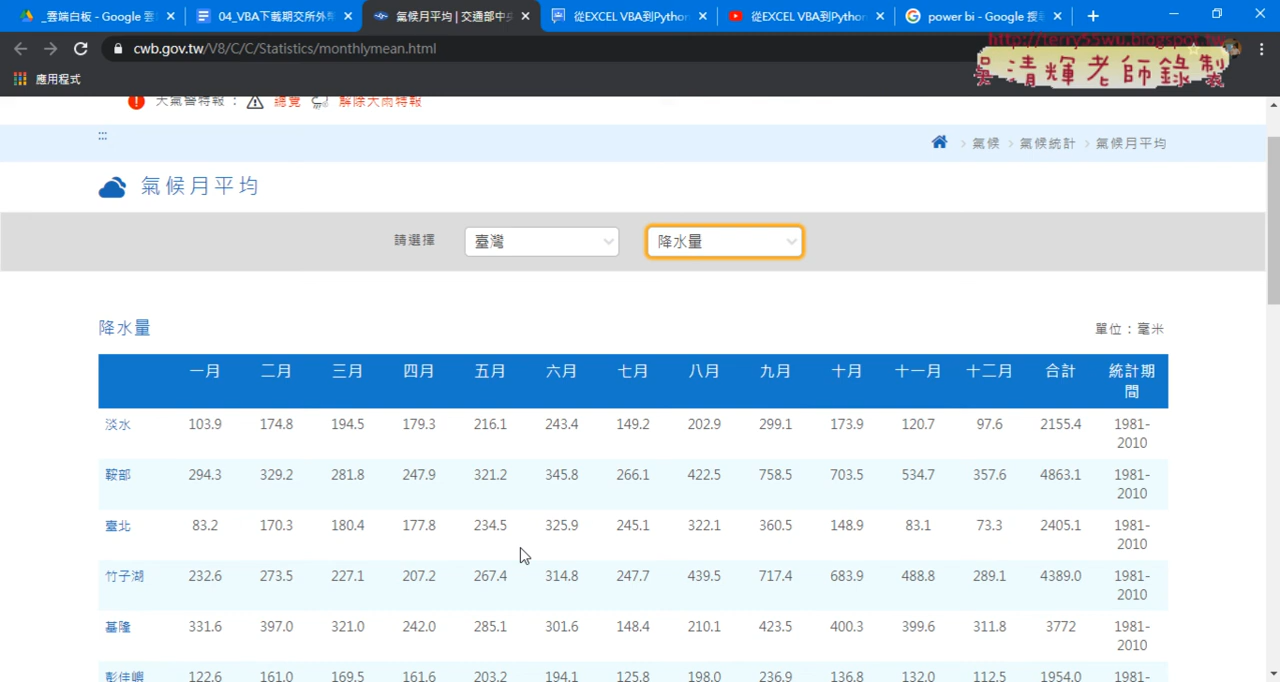 _雲端白板 - Google 雲
04_VBA下載期交所外幣
氣候月平均 | 交通部中央
從EXCEL VBA到Python
從EXCEL VBA到Python
power bi - Google 搜尋
cwb.gov.tw/V8/C/C/Statistics/monthlymean.html
http://terry55wu.blogspot.tw
吳清輝老師錄製
應用程式
天氣警特報： 總覽 解除大雨特報
氣候 > 氣候統計 > 氣候月平均
氣候月平均
請選擇 臺灣 降水量
降水量 單位：毫米
一月 二月 三月 四月 五月 六月 七月 八月 九月 十月 十一月 十二月 合計 統計期
間
淡水 103.9 174.8 194.5 179.3 216.1 243.4 149.2 202.9 299.1 173.9 120.7 97.6 2155.4 1981-
2010
鞍部 294.3 329.2 281.8 247.9 321.2 345.8 266.1 422.5 758.5 703.5 534.7 357.6 4863.1 1981-
2010
臺北 83.2 170.3 180.4 177.8 234.5 325.9 245.1 322.1 360.5 148.9 83.1 73.3 2405.1 1981-
2010
竹子湖 232.6 273.5 227.1 207.2 267.4 314.8 247.7 439.5 717.4 683.9 488.8 289.1 4389.0 1981-
2010
基隆 331.6 397.0 321.0 242.0 285.1 301.6 148.4 210.1 423.5 400.3 399.6 311.8 3772 1981-
2010
彭佳嶼 122.6 161.0 169.5 161.6 203.2 194.1 125.8 198.0 236.9 136.8 132.0 112.5 1954.0 1981-